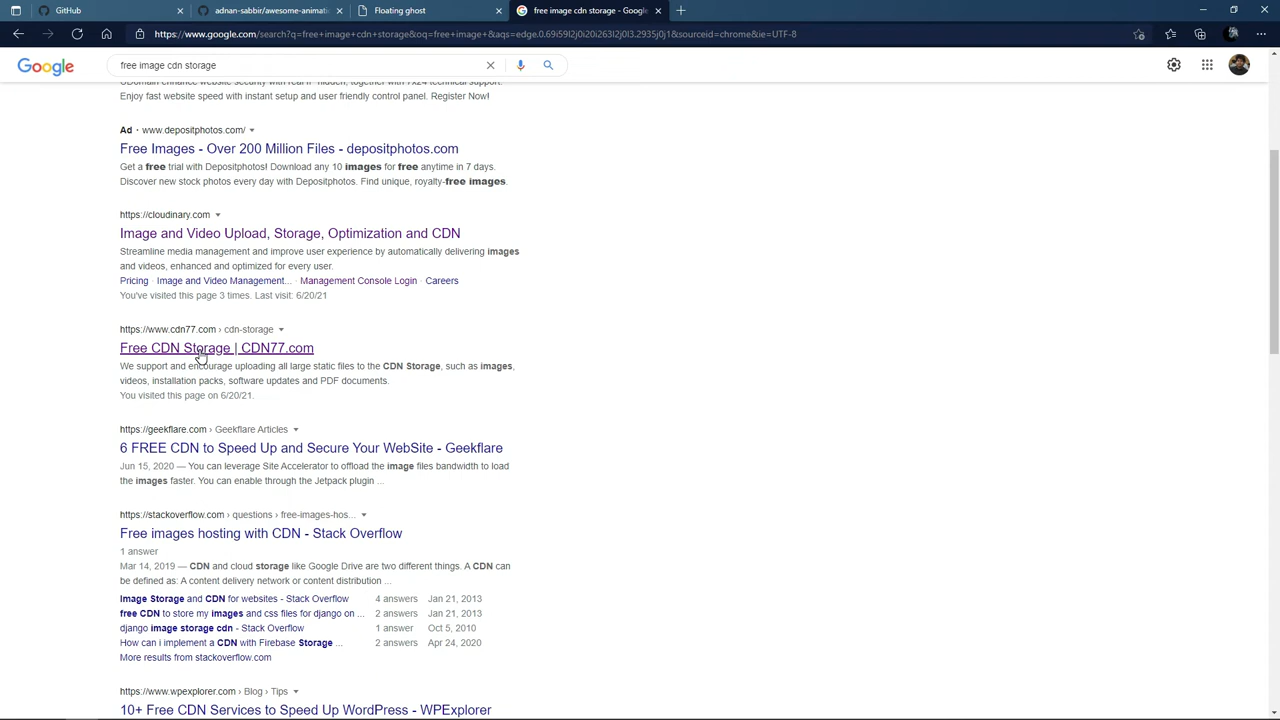 GitHub
adnan-sabbir/awesome-animati
Floating ghost
free image cdn storage - Google
https://www.google.com/search?q=free+image+cdn+storage&oq=free+image+&aqs=edge.0.69i59l2j0i20i263l2j0l3.2935j0j1&sourceid=chrome&ie=UTF-8
Google
free image cdn storage
Enjoy fast website speed with instant setup and user friendly control panel. Register Now!
Ad · www.depositphotos.com/
Free Images - Over 200 Million Files - depositphotos.com
Get a free trial with Depositphotos! Download any 10 images for free anytime in 7 days.
Discover new stock photos every day with Depositphotos. Find unique, royalty-free images.
https://cloudinary.com
Image and Video Upload, Storage, Optimization and CDN
Streamline media management and improve user experience by automatically delivering images
and videos, enhanced and optimized for every user.
Pricing · Image and Video Management... · Management Console Login · Careers
You've visited this page 3 times. Last visit: 6/20/21
https://www.cdn77.com › cdn-storage
Free CDN Storage | CDN77.com
We support and encourage uploading all large static files to the CDN Storage, such as images,
videos, installation packs, software updates and PDF documents.
You visited this page on 6/20/21.
https://geekflare.com › Geekflare Articles
6 FREE CDN to Speed Up and Secure Your WebSite - Geekflare
Jun 15, 2020 — You can leverage Site Accelerator to offload the image files bandwidth to load
the images faster. You can enable through the Jetpack plugin ...
https://stackoverflow.com › questions › free-images-hos...
Free images hosting with CDN - Stack Overflow
1 answer
Mar 14, 2019 — CDN and cloud storage like Google Drive are two different things. A CDN can
be defined as: A content delivery network or content distribution ...
Image Storage and CDN for websites - Stack Overflow 4 answers Jan 21, 2013
free CDN to store my images and css files for django on ... 2 answers Jan 21, 2013
django image storage cdn - Stack Overflow 1 answer Oct 5, 2010
How can i implement a CDN with Firebase Storage ... 2 answers Apr 24, 2020
More results from stackoverflow.com
https://www.wpexplorer.com › Blog › Tips
10+ Free CDN Services to Speed Up WordPress - WPExplorer